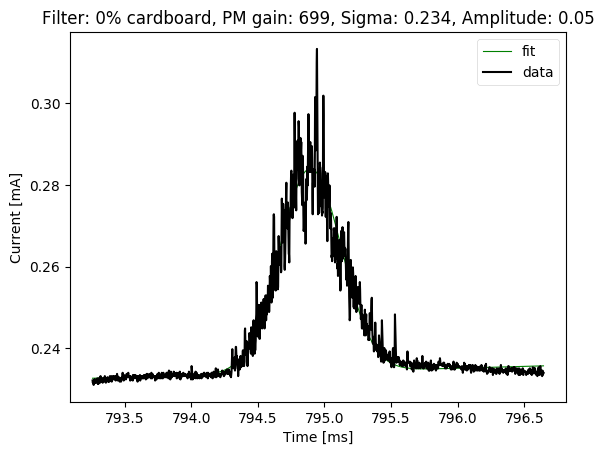 Filter: 0% cardboard, PM gain: 699, Sigma: 0.234, Amplitude: 0.05
fit
data
0.30
0.28
0.26
0.24
Current [mA]
793.5 794.0 794.5 795.0 795.5 796.0 796.5
Time [ms]